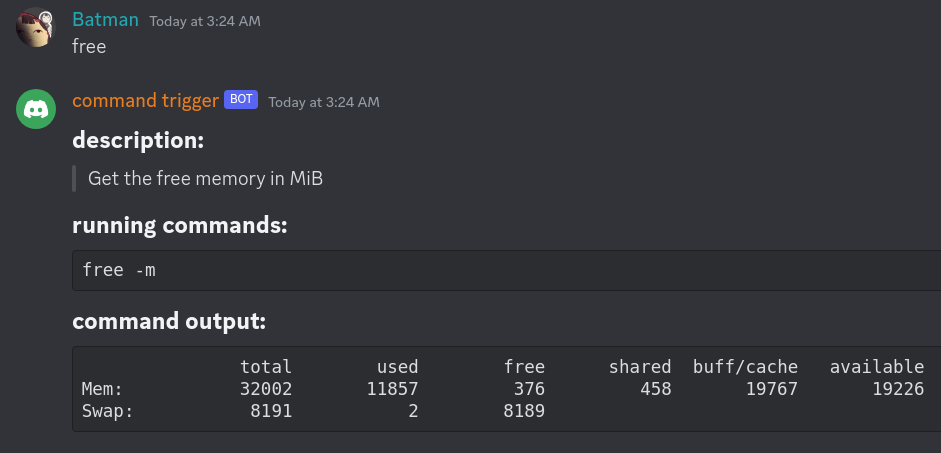 Batman Today at 3:24 AM
free
command trigger BOT Today at 3:24 AM
description:
Get the free memory in MiB
running commands:
free -m
command output:
total used free shared buff/cache available
Mem: 32002 11857 376 458 19767 19226
Swap: 8191 2 8189